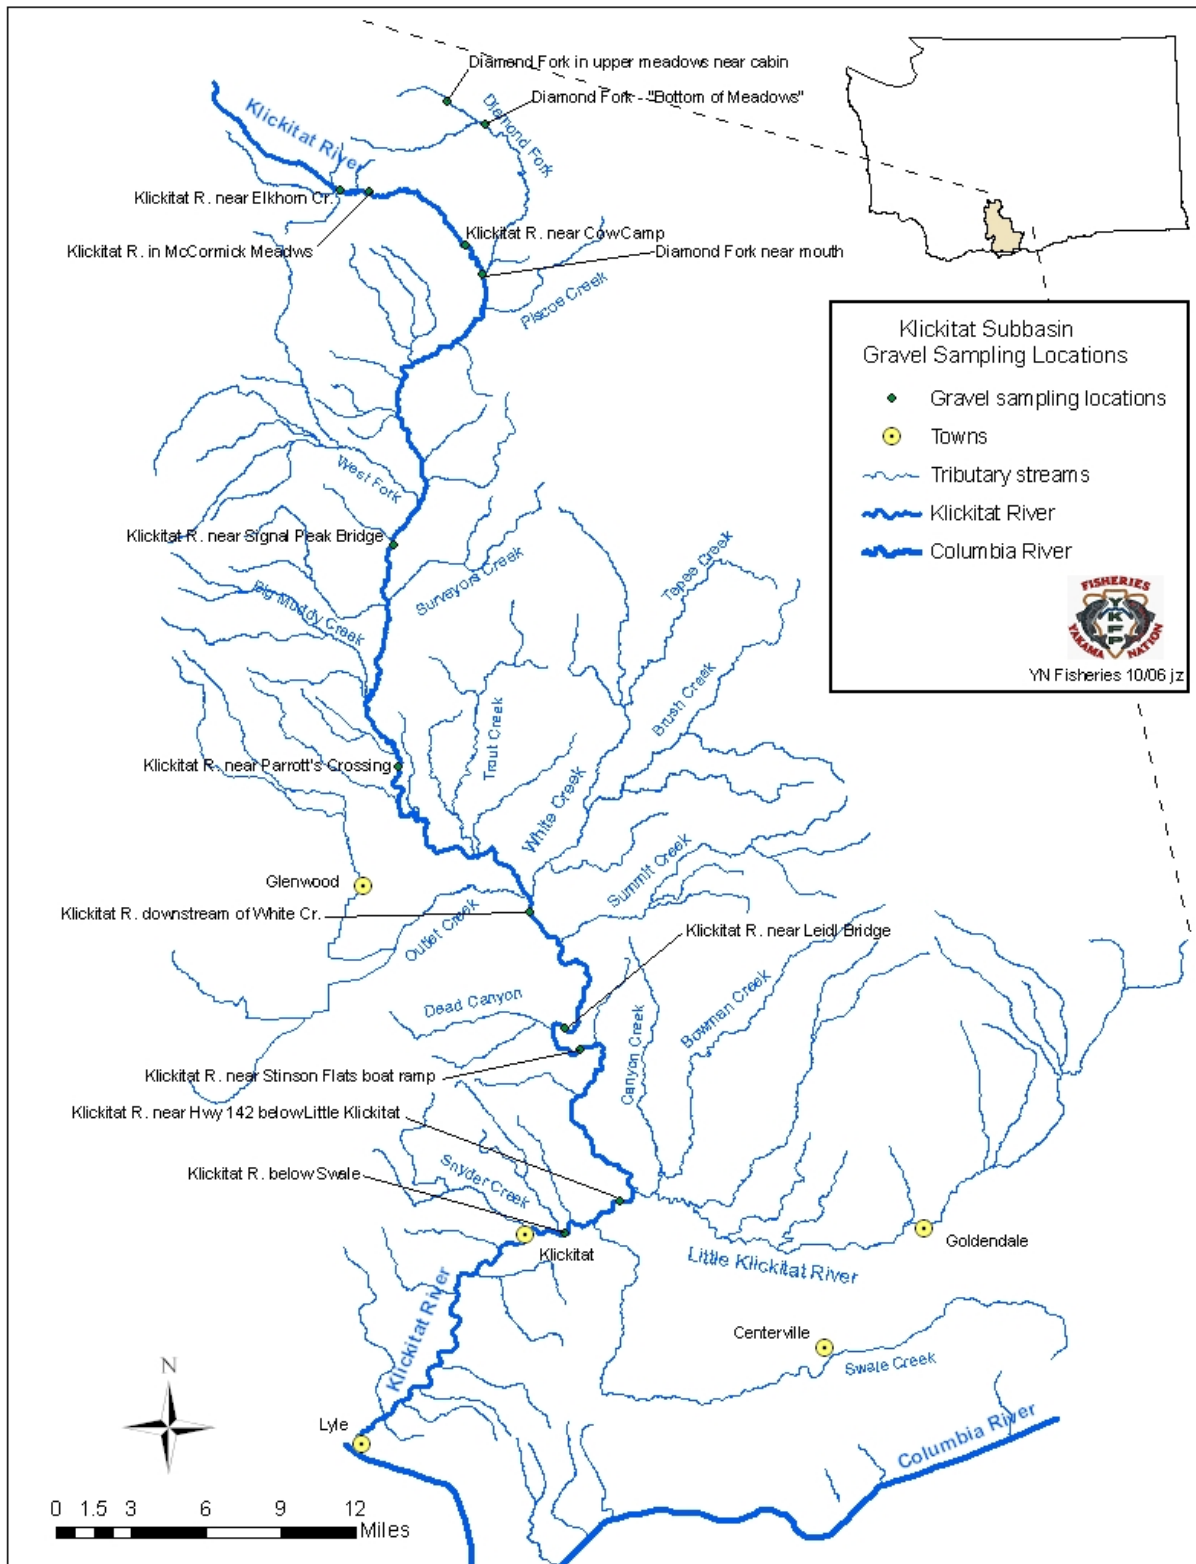 Diamond Fork in upper meadows near cabin
Diamond Fork -- "Bottom of Meadows"
Diamond Fork
Klickitat River
Klickitat R. near Elkhorn Cr.
Klickitat R. in McCormick Meadws
Klickitat R. near Cow Camp
Diamond Fork near mouth
Piscoe Creek
Klickitat Subbasin
Gravel Sampling Locations
Gravel sampling locations
Towns
Tributary streams
Klickitat River
Columbia River
FISHERIES
YKFP
YAKAMA NATION
YN Fisheries 10/06 jz
West Fork
Klickitat R. near Signal Peak Bridge
Surveyors Creek
Tepee Creek
Big Muddy Creek
Brush Creek
Trout Creek
Klickitat R. near Parrott's Crossing
White Creek
Summit Creek
Glenwood
Klickitat R. downstream of White Cr.
Outlet Creek
Klickitat R. near Leidl Bridge
Dead Canyon
Canyon Creek
Bowman Creek
Klickitat R. near Stinson Flats boat ramp
Klickitat R. near Hwy 142 below Little Klickitat
Klickitat R. below Swale
Snyder Creek
Klickitat
Goldendale
Little Klickitat River
Klickitat River
Centerville
Swale Creek
N
Lyle
Columbia River
0 1.5 3 6 9 12
Miles